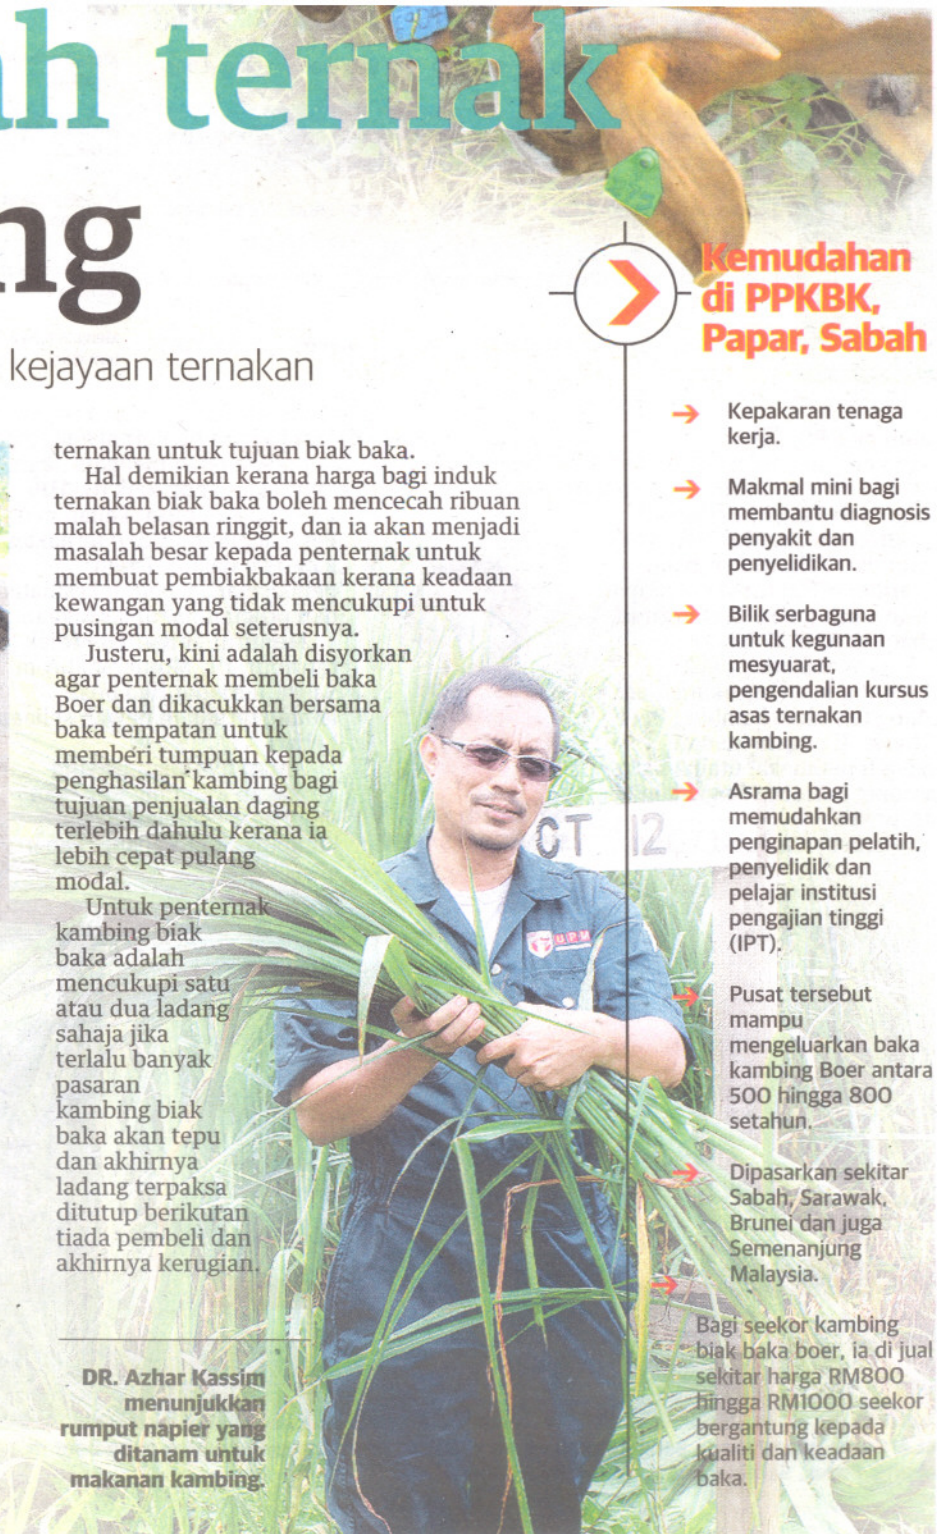 ah ternak
ng
kejayaan ternakan
ternakan untuk tujuan biak baka.
Hal demikian kerana harga bagi induk
ternakan biak baka boleh mencecah ribuan
malah belasan ringgit, dan ia akan menjadi
masalah besar kepada penternak untuk
membuat pembiakbakaan kerana keadaan
kewangan yang tidak mencukupi untuk
pusingan modal seterusnya.
Justeru, kini adalah disyorkan
agar penternak membeli baka
Boer dan dikacukkan bersama
baka tempatan untuk
memberi tumpuan kepada
penghasilan kambing bagi
tujuan penjualan daging
terlebih dahulu kerana ia
lebih cepat pulang
modal.
Untuk penternak
kambing biak
baka adalah
mencukupi satu
atau dua ladang
sahaja jika
terlalu banyak
pasaran
kambing biak
baka akan tepu
dan akhirnya
ladang terpaksa
ditutup berikutan
tiada pembeli dan
akhirnya kerugian.
DR. Azhar Kassim
menunjukkan
rumput napier yang
ditanam untuk
makanan kambing.
CT 12
UPM
Kemudahan
di PPKBK,
Papar, Sabah
Kepakaran tenaga
kerja.
Makmal mini bagi
membantu diagnosis
penyakit dan
penyelidikan.
Bilik serbaguna
untuk kegunaan
mesyuarat,
pengendalian kursus
asas ternakan
kambing.
Asrama bagi
memudahkan
penginapan pelatih,
penyelidik dan
pelajar institusi
pengajian tinggi
(IPT).
Pusat tersebut
mampu
mengeluarkan baka
kambing Boer antara
500 hingga 800
setahun.
Dipasarkan sekitar
Sabah, Sarawak,
Brunei dan juga
Semenanjung
Malaysia.
Bagi seekor kambing
biak baka boer, ia di jual
sekitar harga RM800
hingga RM1000 seekor
bergantung kepada
kualiti dan keadaan
baka.